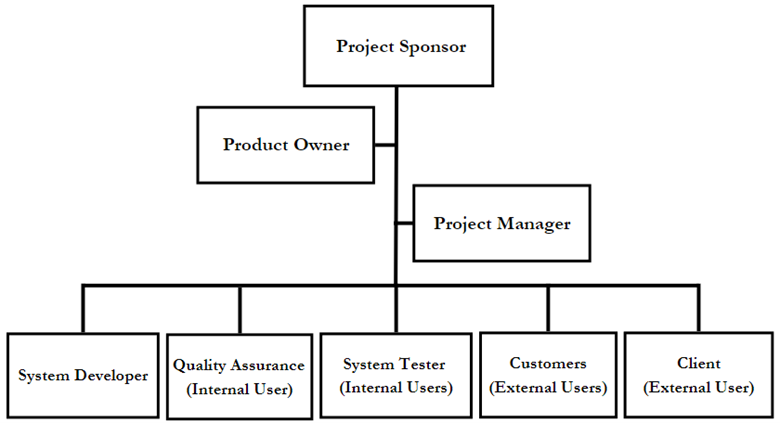 Project Sponsor
Product Owner
Project Manager
System Developer
Quality Assurance
(Internal User)
System Tester
(Internal Users)
Customers
(External Users)
Client
(External User)